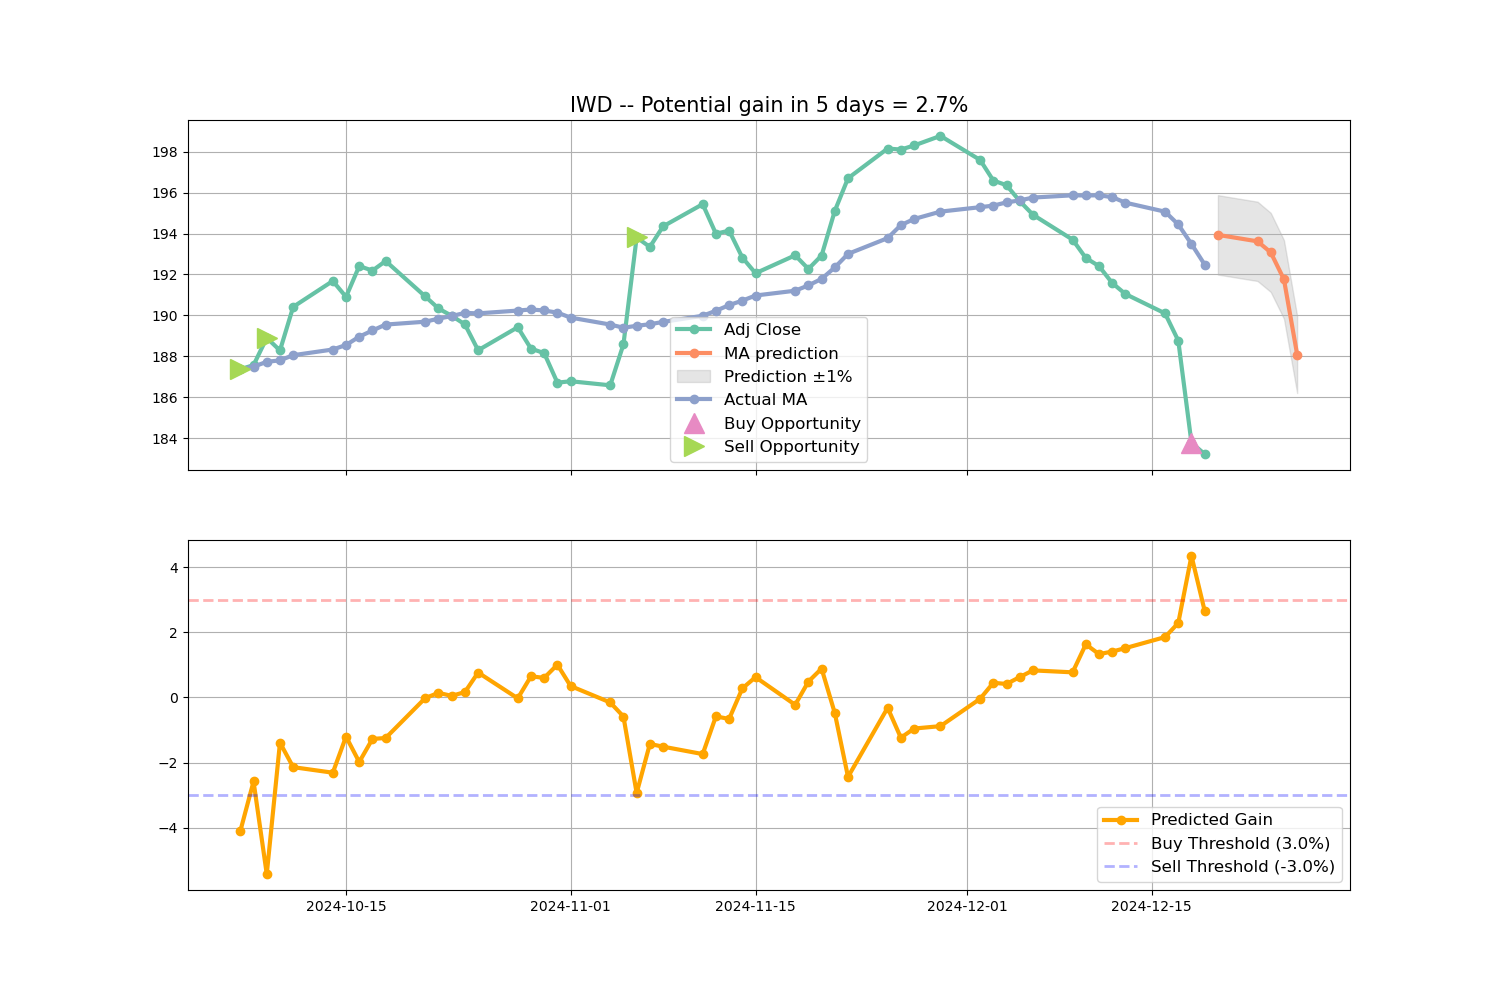 IWD -- Potential gain in 5 days = 2.7%
198
196
194
192
190
188
186
184
Adj Close
MA prediction
Prediction ±1%
Actual MA
Buy Opportunity
Sell Opportunity
4
2
0
−2
−4
Predicted Gain
Buy Threshold (3.0%)
Sell Threshold (-3.0%)
2024-10-15
2024-11-01
2024-11-15
2024-12-01
2024-12-15